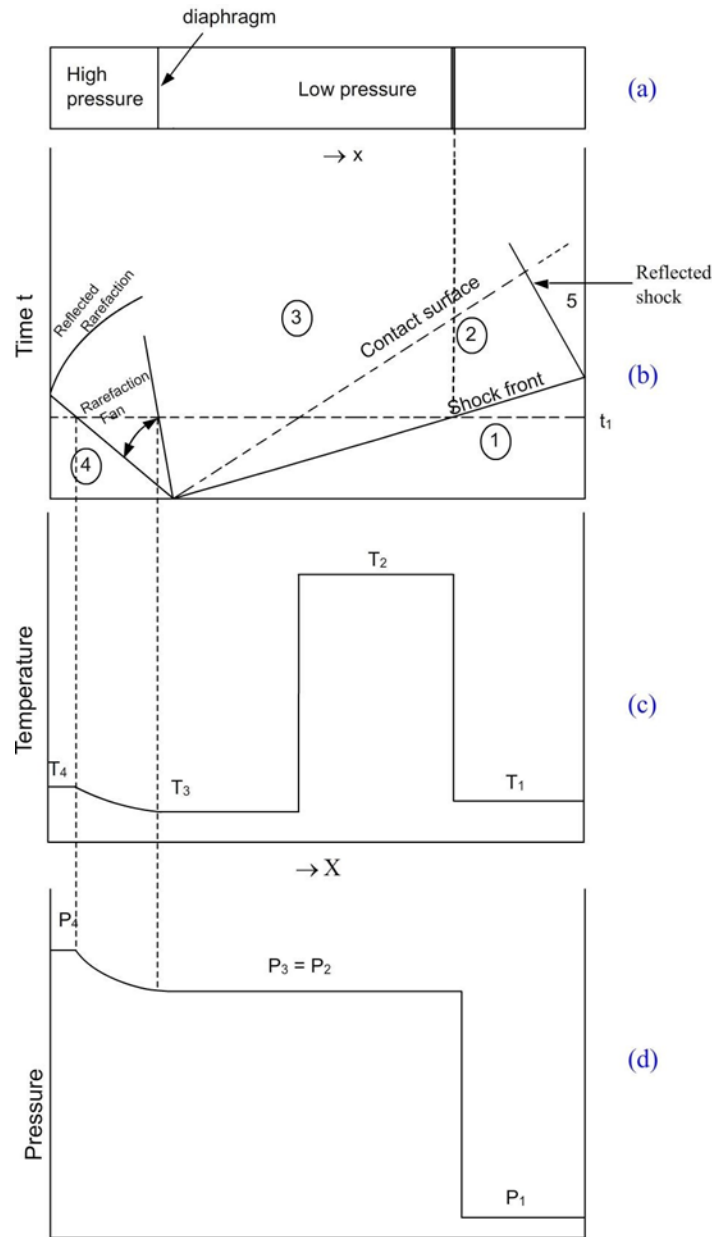 diaphragm
High
pressure
Low pressure
(a)
→ x
Time t
Reflected
Rarefaction
Rarefaction
Fan
3
Contact surface
2
5
Reflected
shock
(b)
Shock front
1
t₁
4
Temperature
T₂
(c)
T₄
T₃
T₁
→ X
Pressure
P₄
P₃ = P₂
(d)
P₁